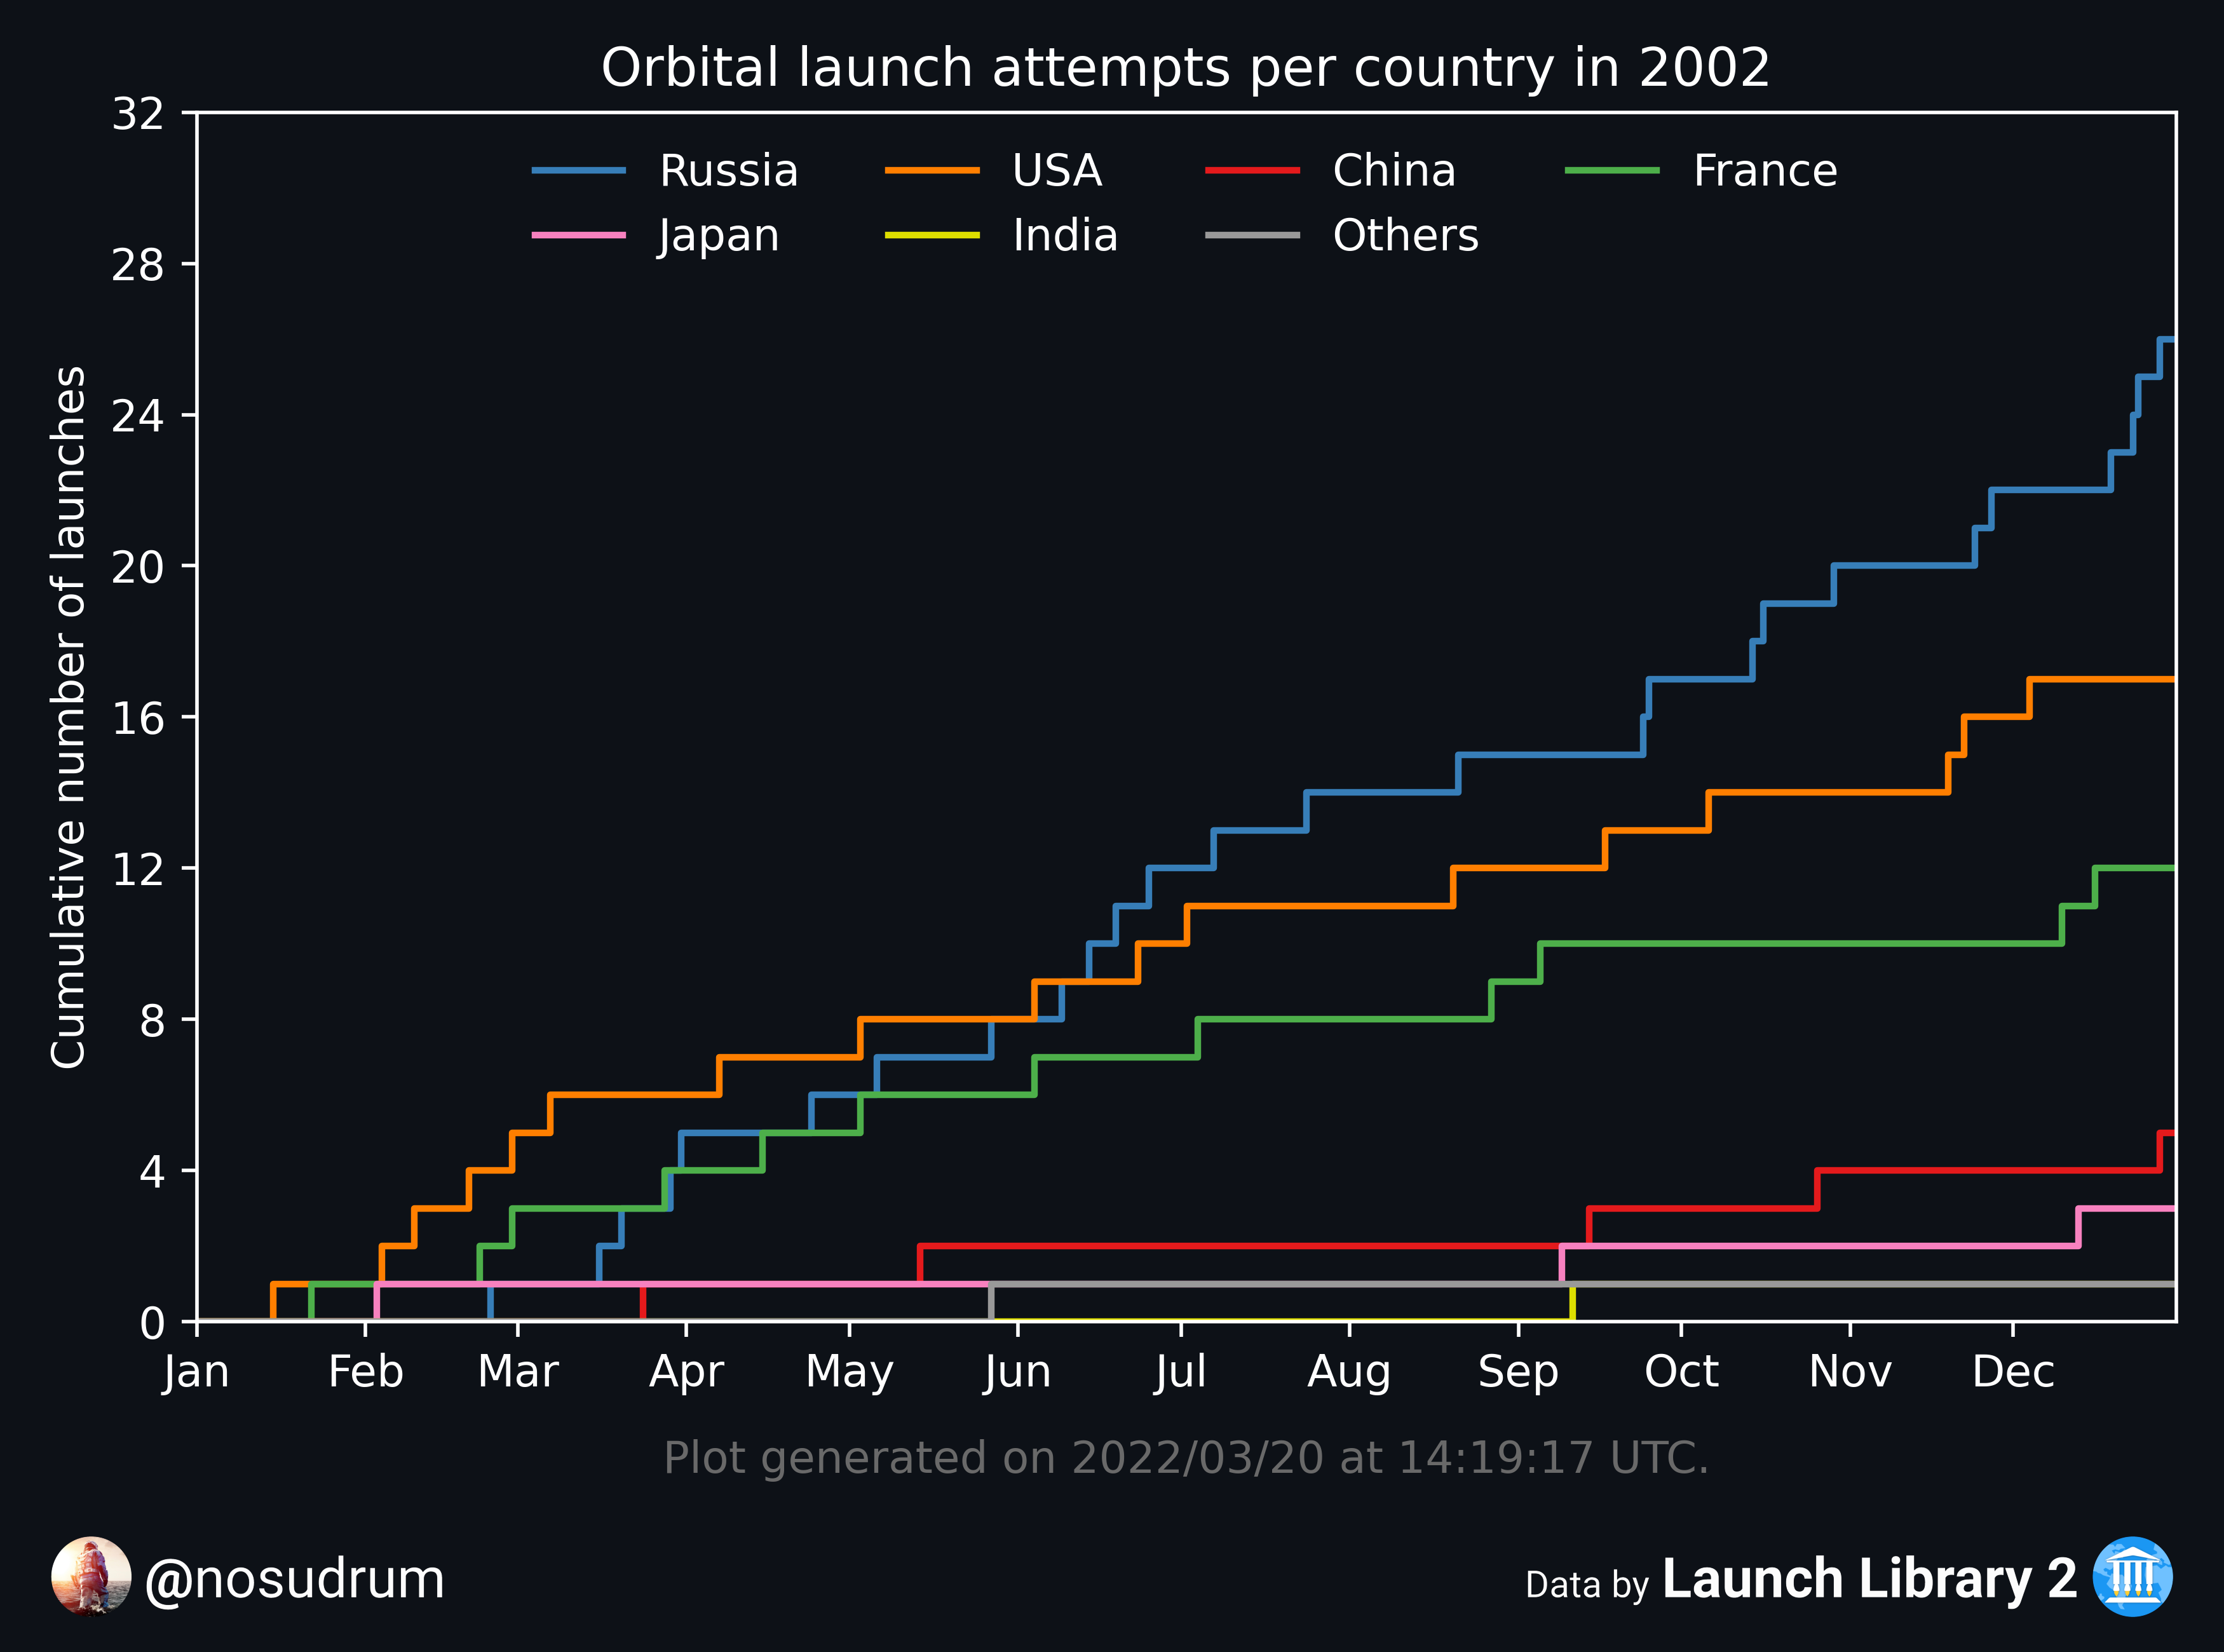 Orbital launch attempts per country in 2002
32
28
24
20
16
12
8
4
0
Cumulative number of launches
Russia USA China France
Japan India Others
Jan Feb Mar Apr May Jun Jul Aug Sep Oct Nov Dec
Plot generated on 2022/03/20 at 14:19:17 UTC.
@nosudrum
Data by Launch Library 2